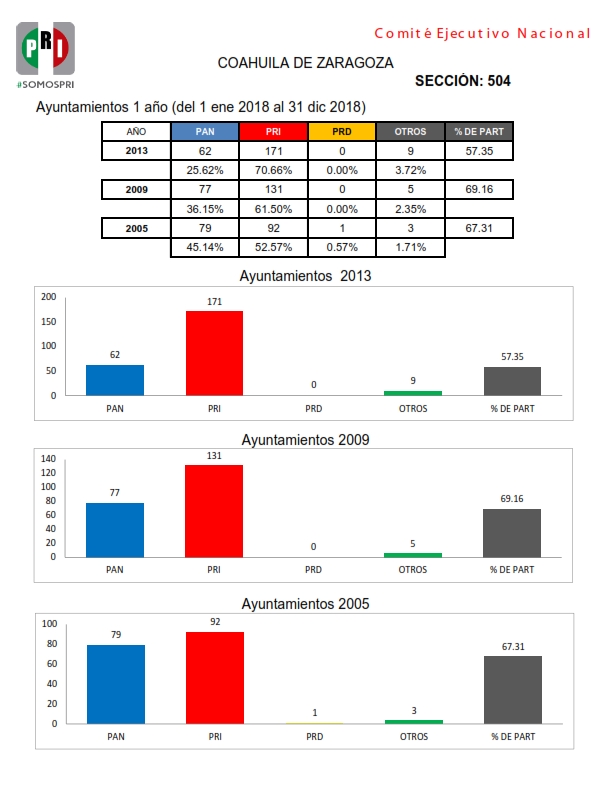 Comité Ejecutivo Nacional
PRI
#SOMOSPRI
COAHUILA DE ZARAGOZA
SECCIÓN: 504
Ayuntamientos 1 año (del 1 ene 2018 al 31 dic 2018)
AÑO PAN PRI PRD OTROS % DE PART
2013 62 171 0 9 57.35
25.62% 70.66% 0.00% 3.72%
2009 77 131 0 5 69.16
36.15% 61.50% 0.00% 2.35%
2005 79 92 1 3 67.31
45.14% 52.57% 0.57% 1.71%
Ayuntamientos 2013
200
150
100
50
0
62 171 0 9 57.35
PAN PRI PRD OTROS % DE PART
Ayuntamientos 2009
140
120
100
80
60
40
20
0
77 131 0 5 69.16
PAN PRI PRD OTROS % DE PART
Ayuntamientos 2005
100
80
60
40
20
0
79 92 1 3 67.31
PAN PRI PRD OTROS % DE PART